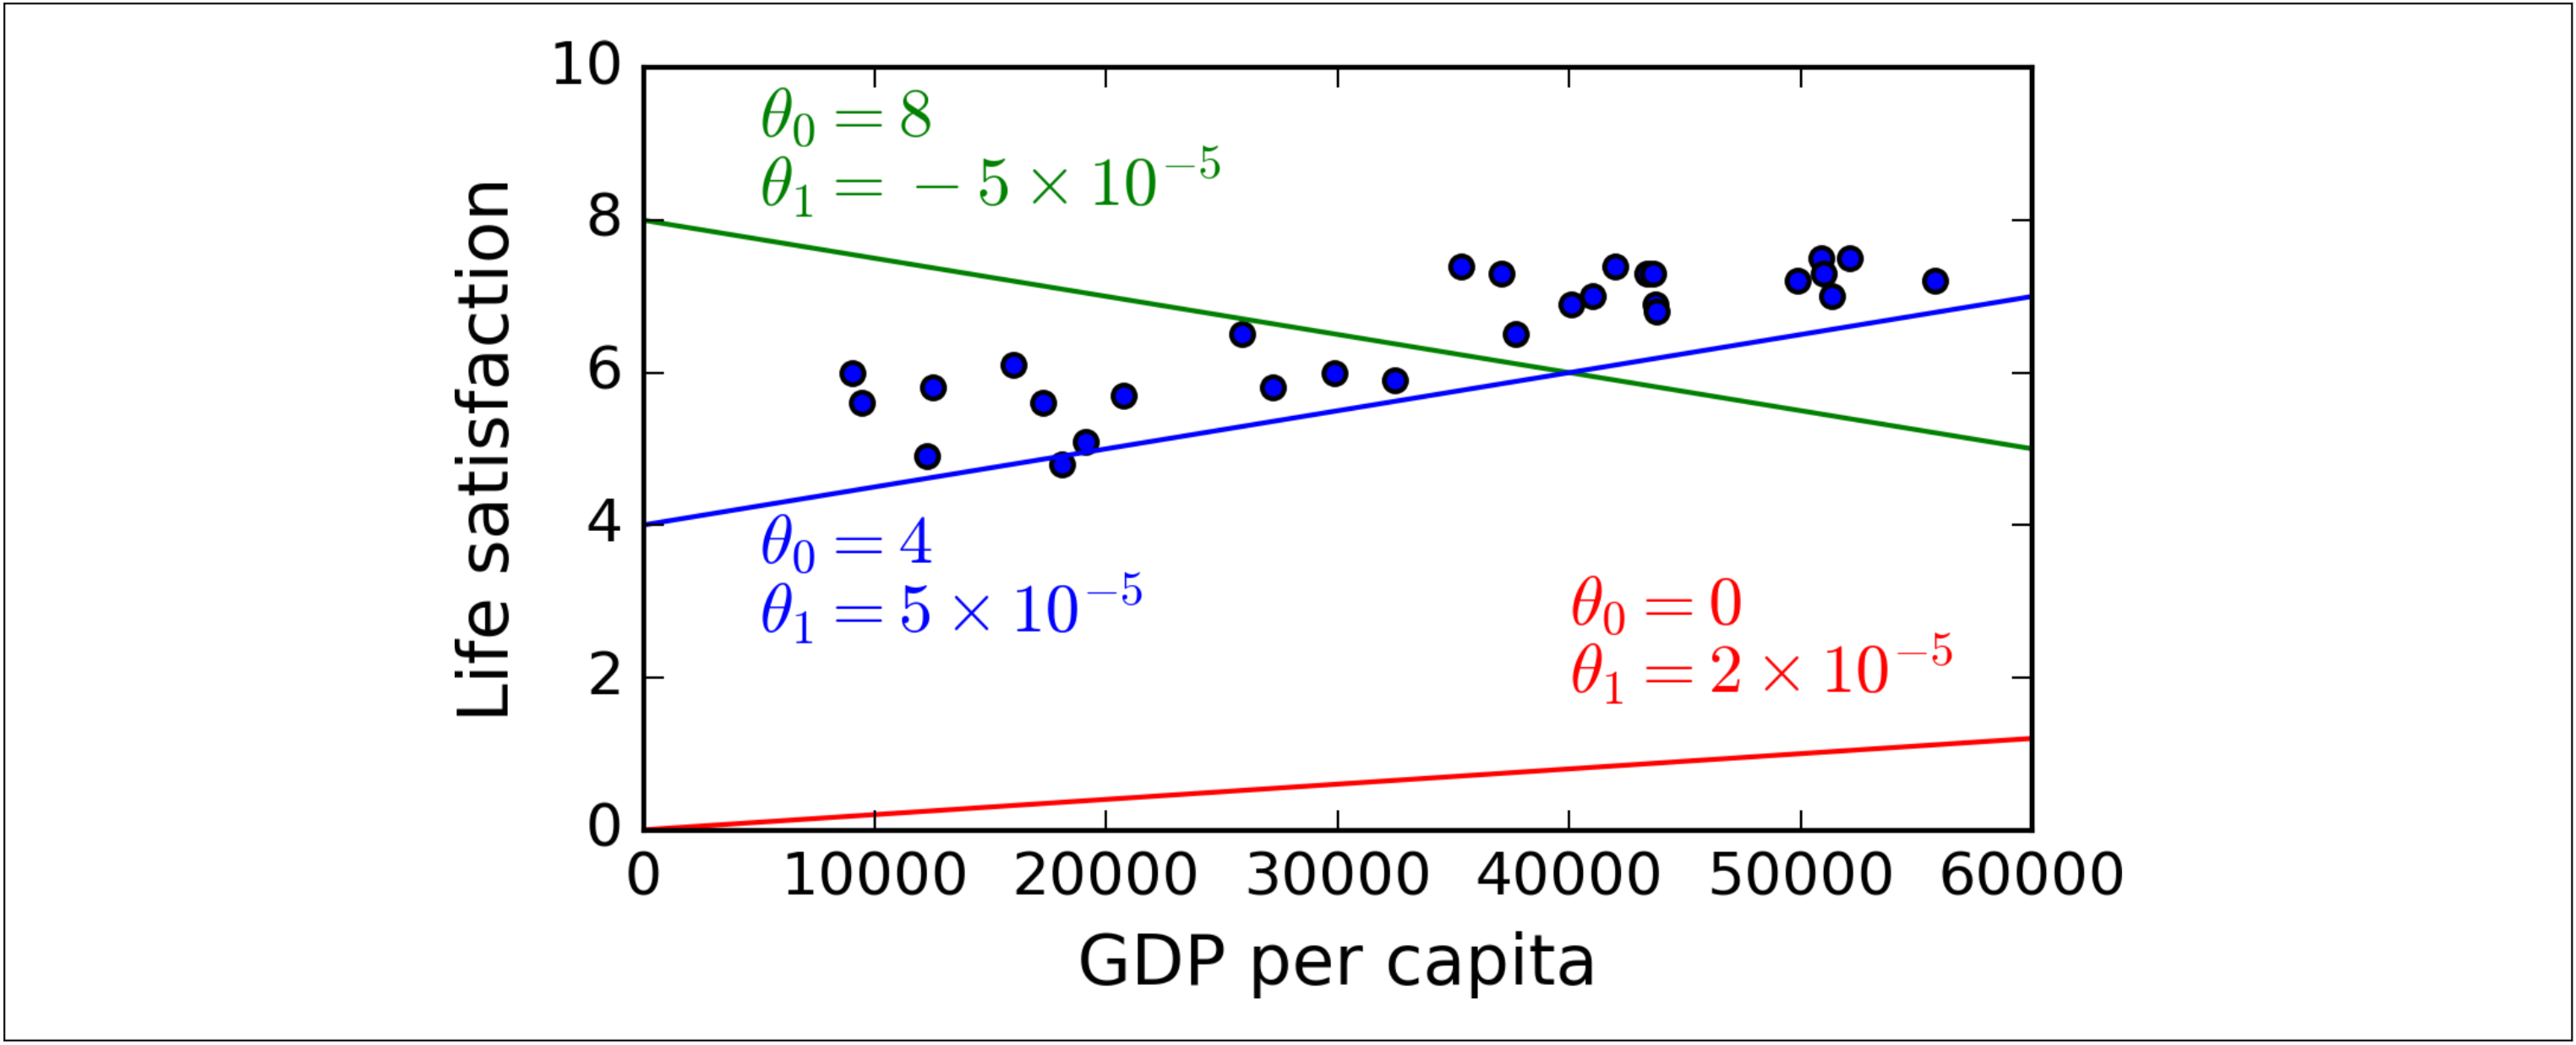 10
θ₀ = 8
θ₁ = − 5 × 10⁻⁵
8
6
4
2
0
Life satisfaction
θ₀ = 4
θ₁ = 5 × 10⁻⁵
θ₀ = 0
θ₁ = 2 × 10⁻⁵
0 10000 20000 30000 40000 50000 60000
GDP per capita